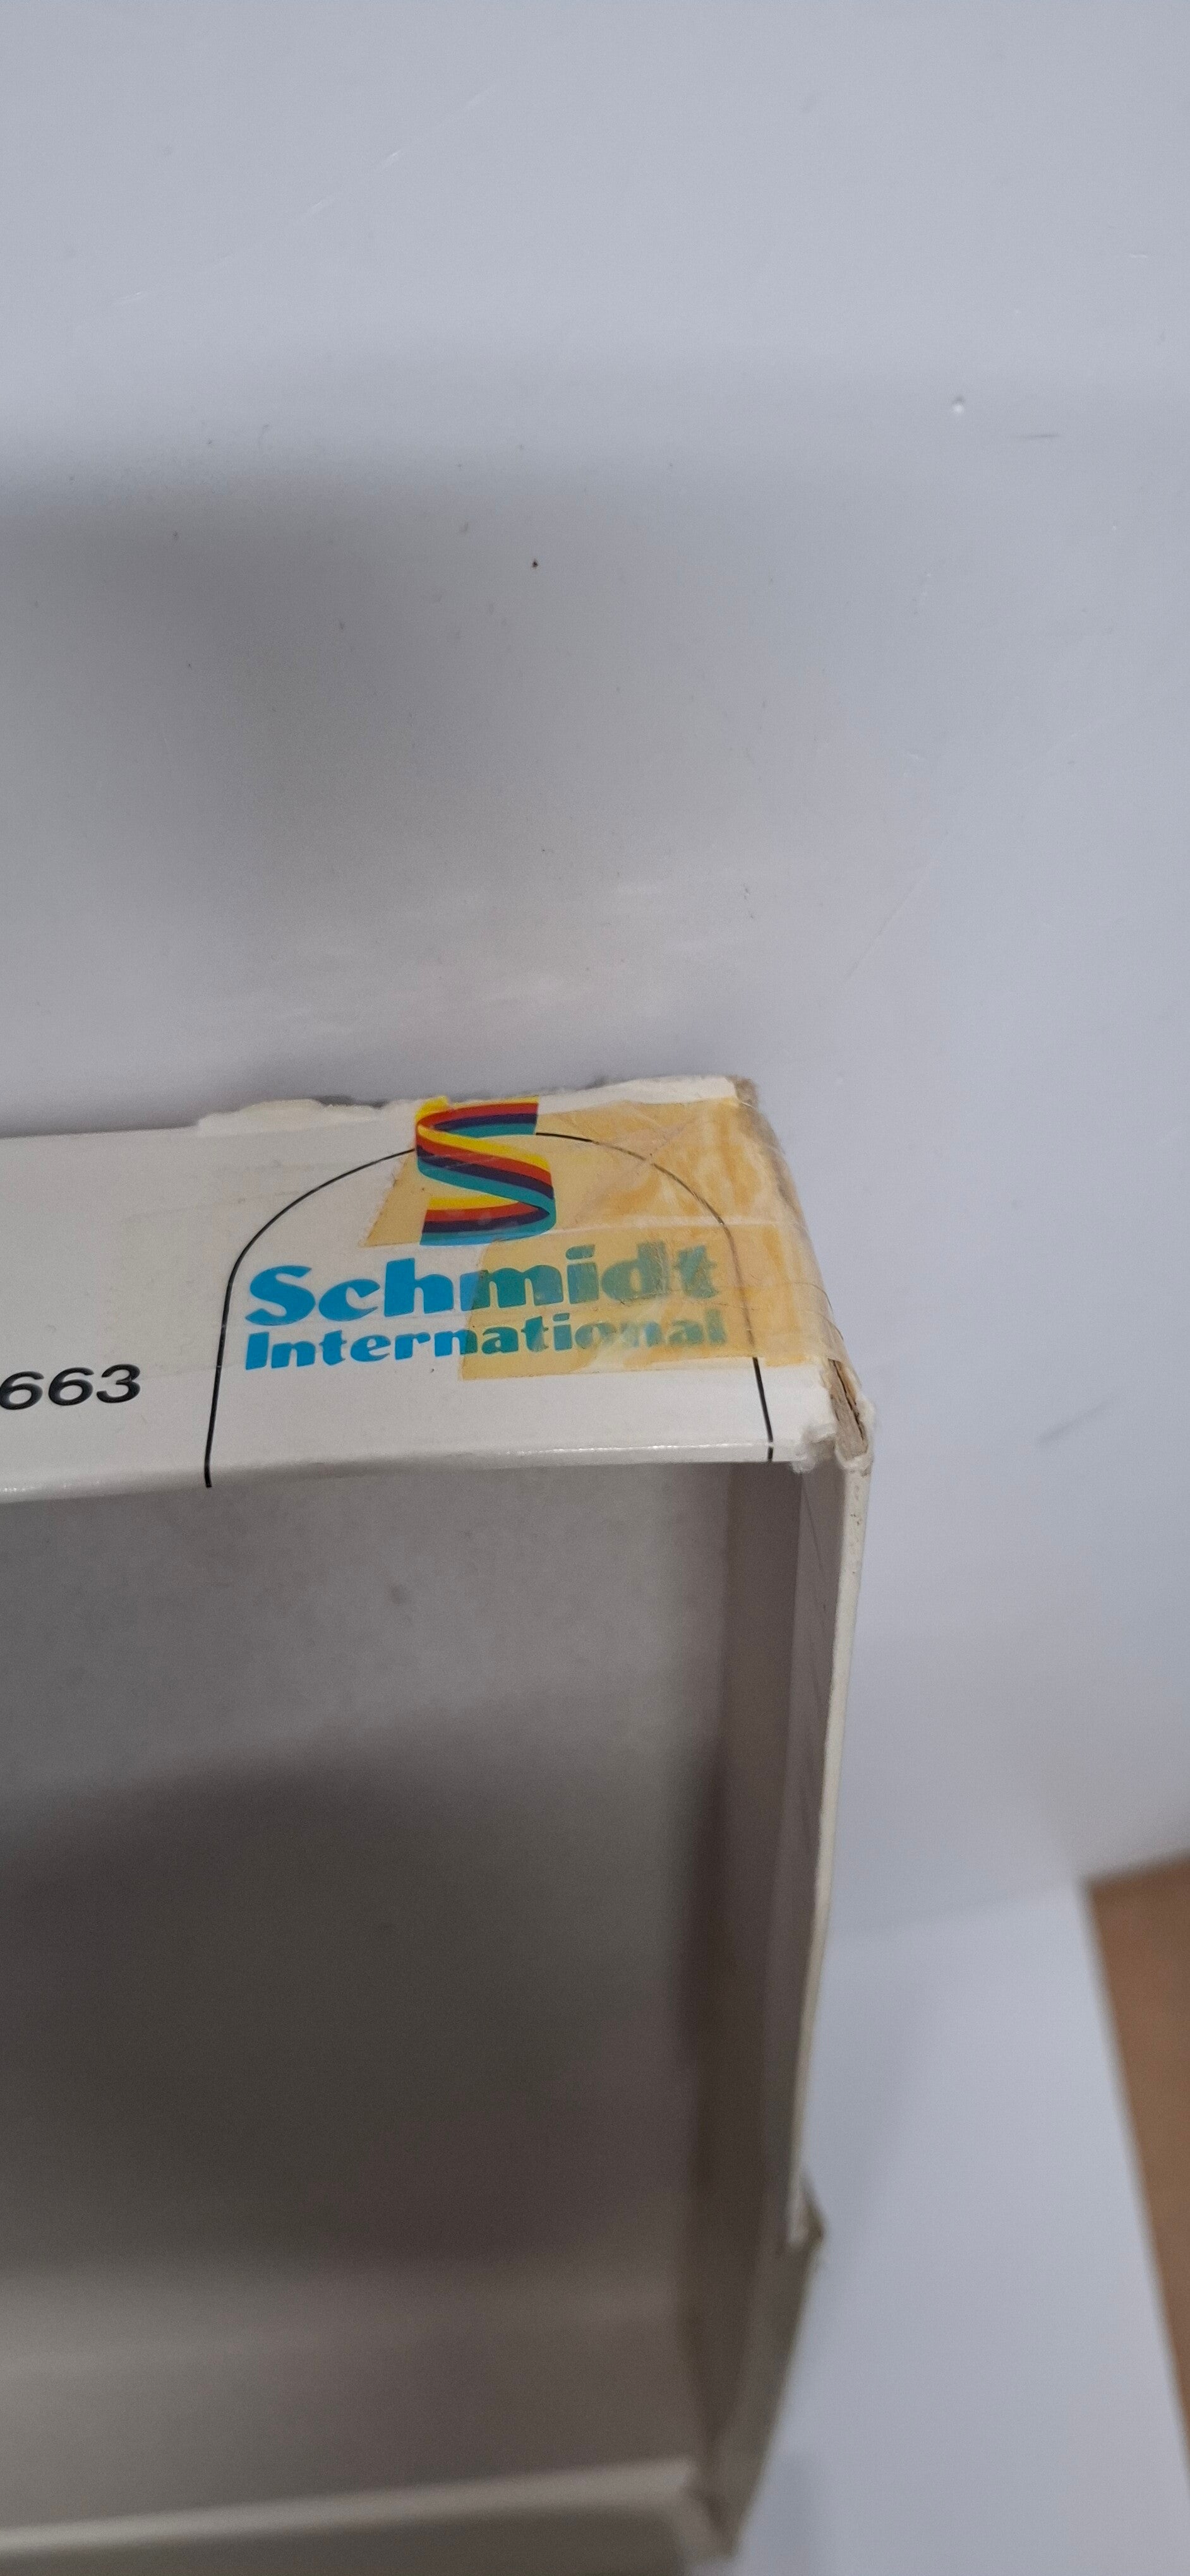 Schmidt
International
663